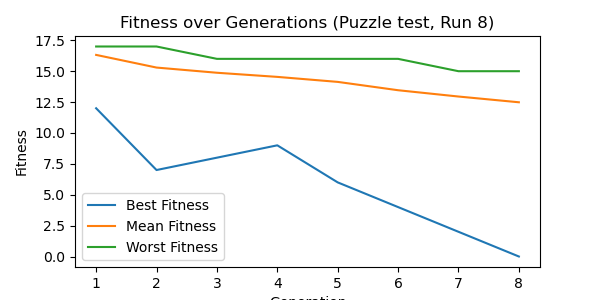 Fitness over Generations (Puzzle test, Run 8)
17.5
15.0
12.5
10.0
7.5
5.0
2.5
0.0
Fitness
Best Fitness
Mean Fitness
Worst Fitness
1 2 3 4 5 6 7 8
Generation